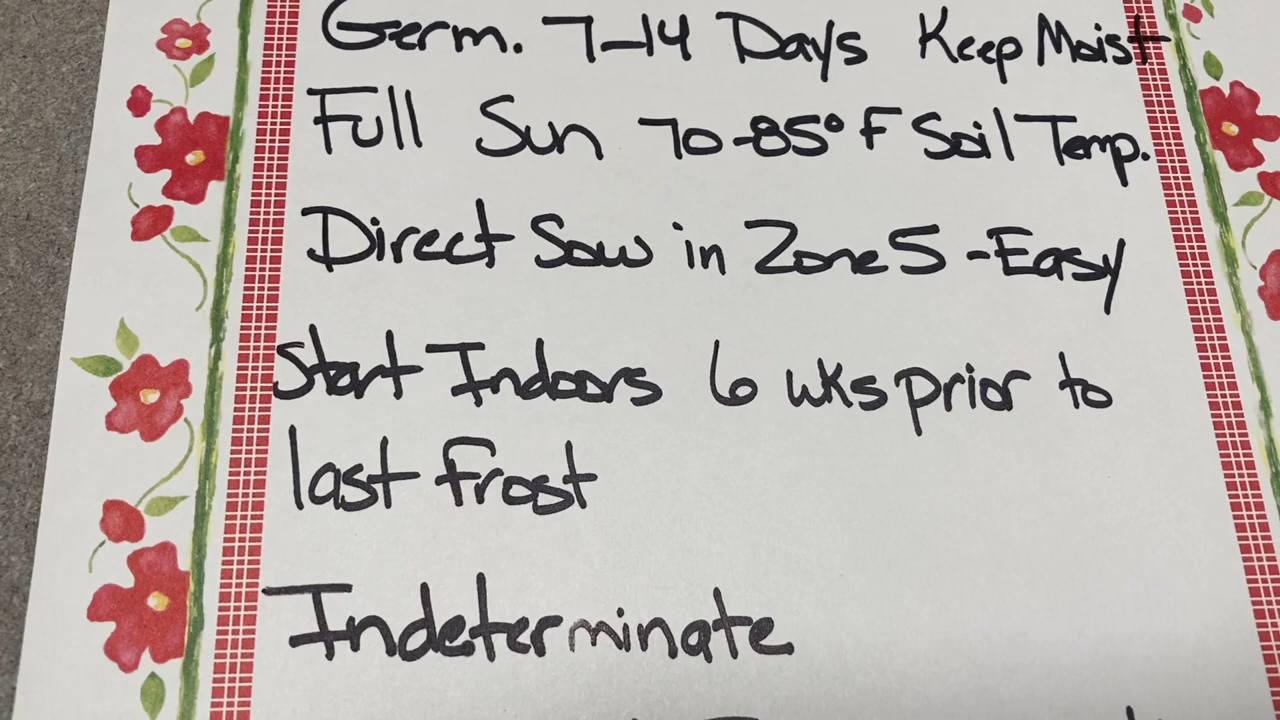 Germ. 7-14 Days Keep Moist
Full Sun 70-85° F Soil Temp.
Direct Sow in Zone 5 - Easy
Start Indoors 6 wks prior to
last frost
Indeterminate